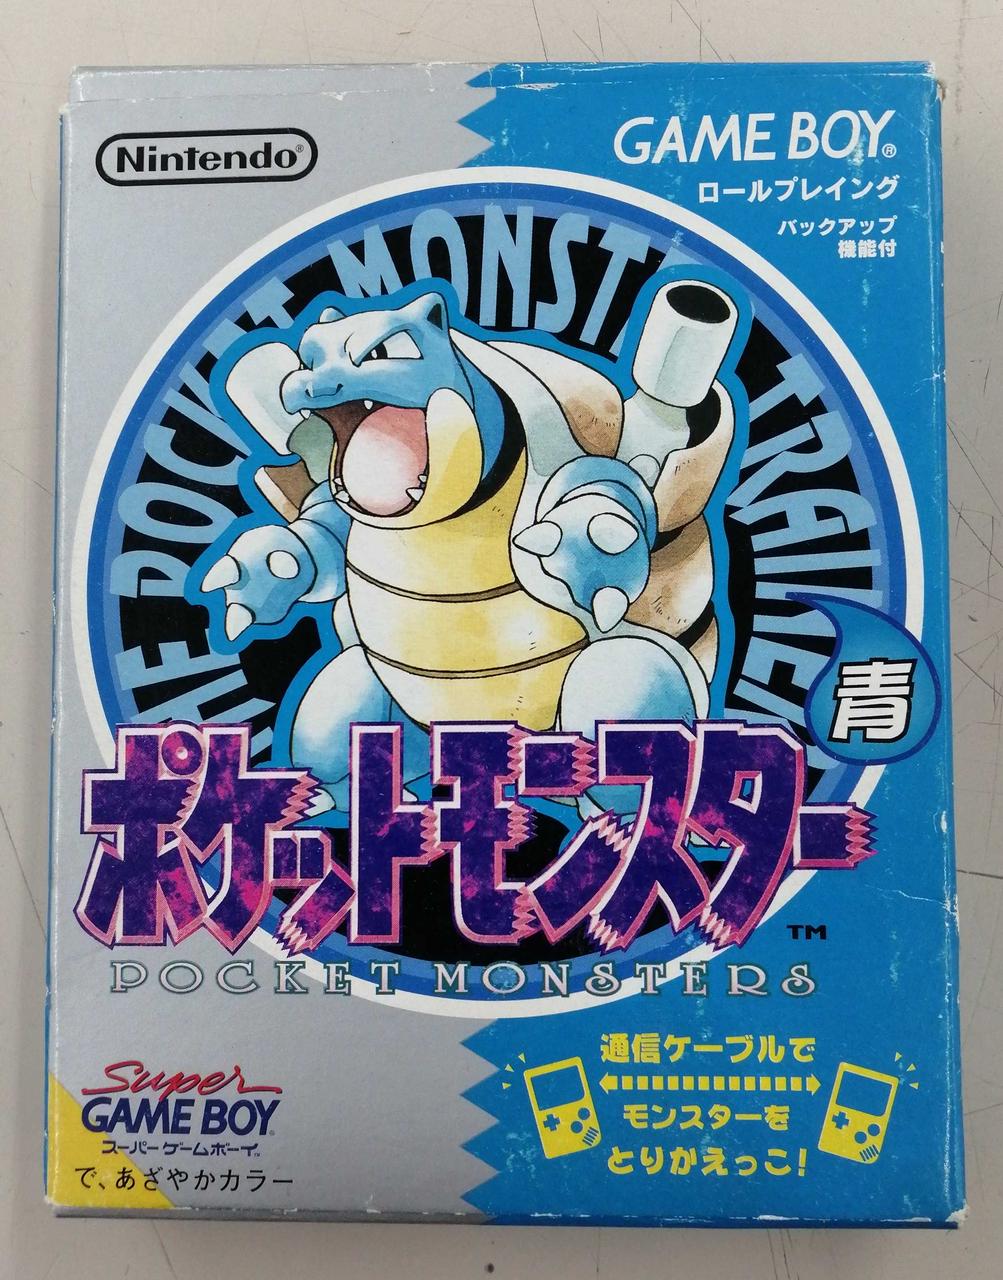 Nintendo®
GAME BOY®
ロールプレイング
バックアップ
機能付
THE POCKET MONSTER TRAINER
青
ポケットモンスター
TM
POCKET MONSTERS
通信ケーブルで
モンスターを
とりかえっこ!
Super
GAME BOY
スーパーゲームボーイ™
で、あざやかカラー